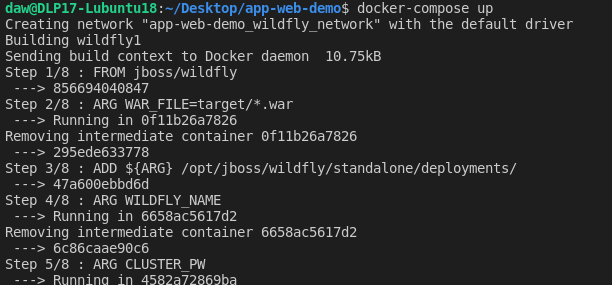 daw@DLP17-Lubuntu18:~/Desktop/app-web-demo$ docker-compose up
Creating network "app-web-demo_wildfly_network" with the default driver
Building wildfly1
Sending build context to Docker daemon  10.75kB
Step 1/8 : FROM jboss/wildfly
 ---> 856694040847
Step 2/8 : ARG WAR_FILE=target/*.war
 ---> Running in 0f11b26a7826
Removing intermediate container 0f11b26a7826
 ---> 295ede633778
Step 3/8 : ADD ${ARG} /opt/jboss/wildfly/standalone/deployments/
 ---> 47a600ebbd6d
Step 4/8 : ARG WILDFLY_NAME
 ---> Running in 6658ac5617d2
Removing intermediate container 6658ac5617d2
 ---> 6c86caae90c6
Step 5/8 : ARG CLUSTER_PW
 ---> Running in 4582a72869ba